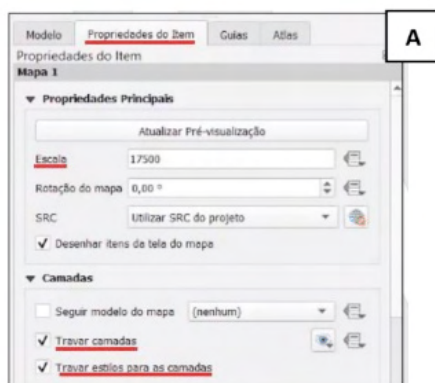 Modelo Propriedades do Item Guias Atlas
A
Propriedades do Item
Mapa 1
Propriedades Principais
Atualizar Pré-visualização
Escala 17500
Rotação do mapa 0,00 °
SRC Utilizar SRC do projeto
Desenhar itens da tela do mapa
Camadas
Seguir modelo do mapa (nenhum)
Travar camadas
Travar estilos para as camadas